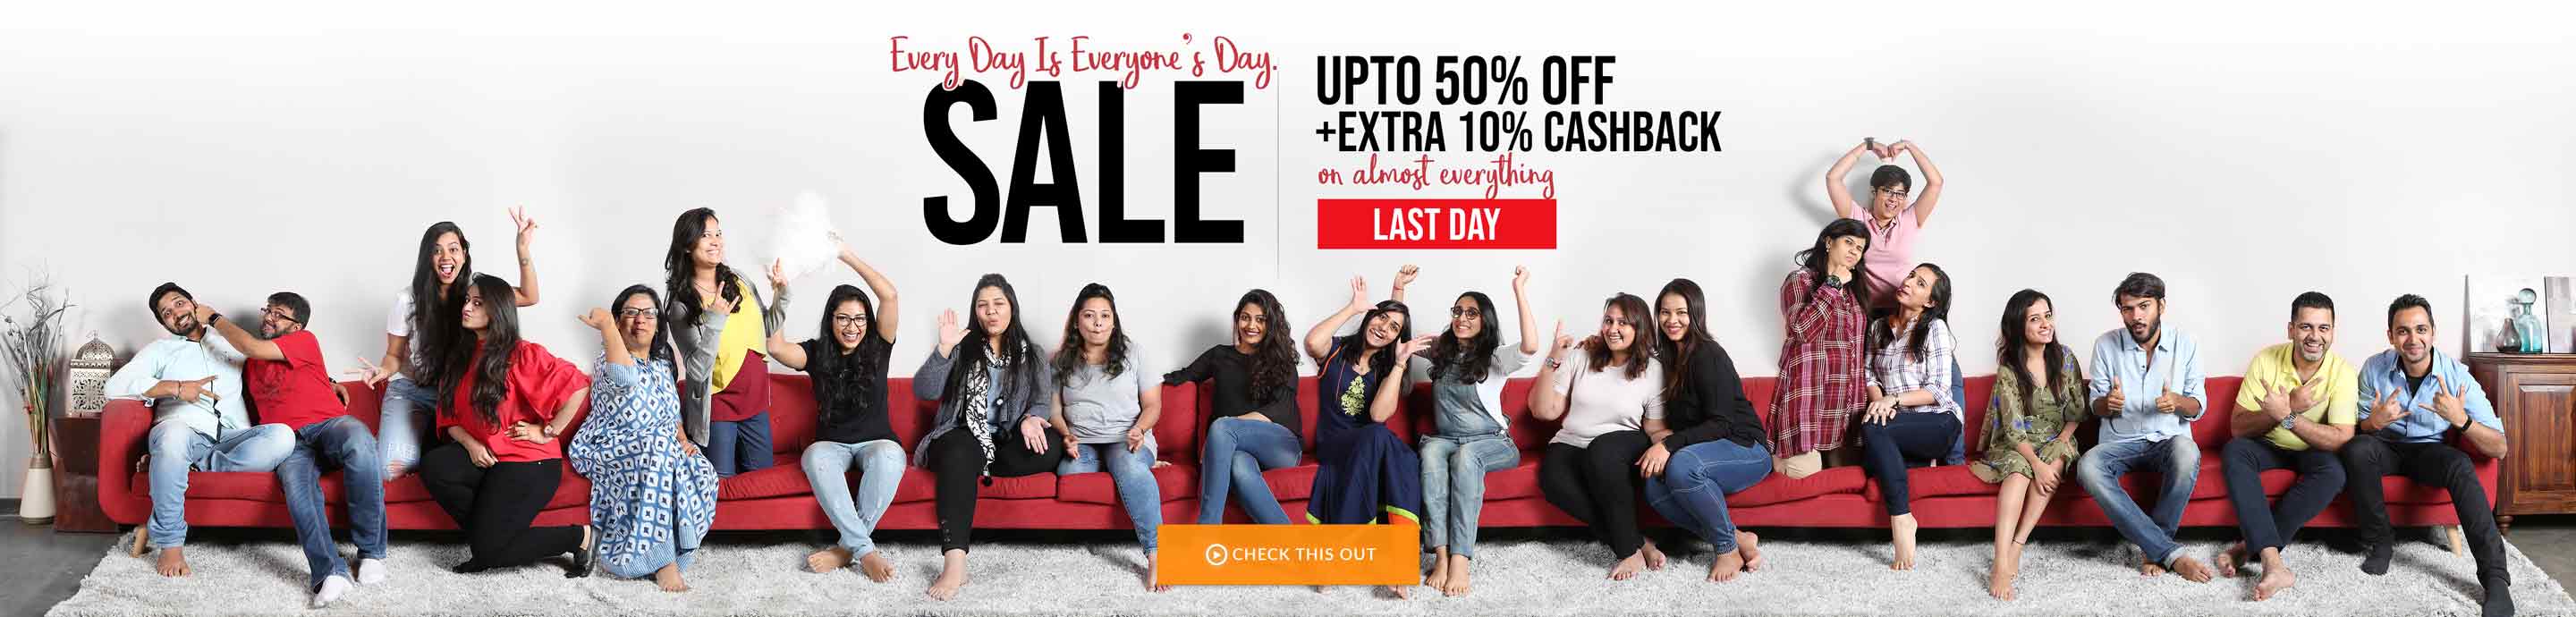 Every Day Is Everyone's Day.
SALE
UPTO 50% OFF
+EXTRA 10% CASHBACK
on almost everything
LAST DAY
CHECK THIS OUT